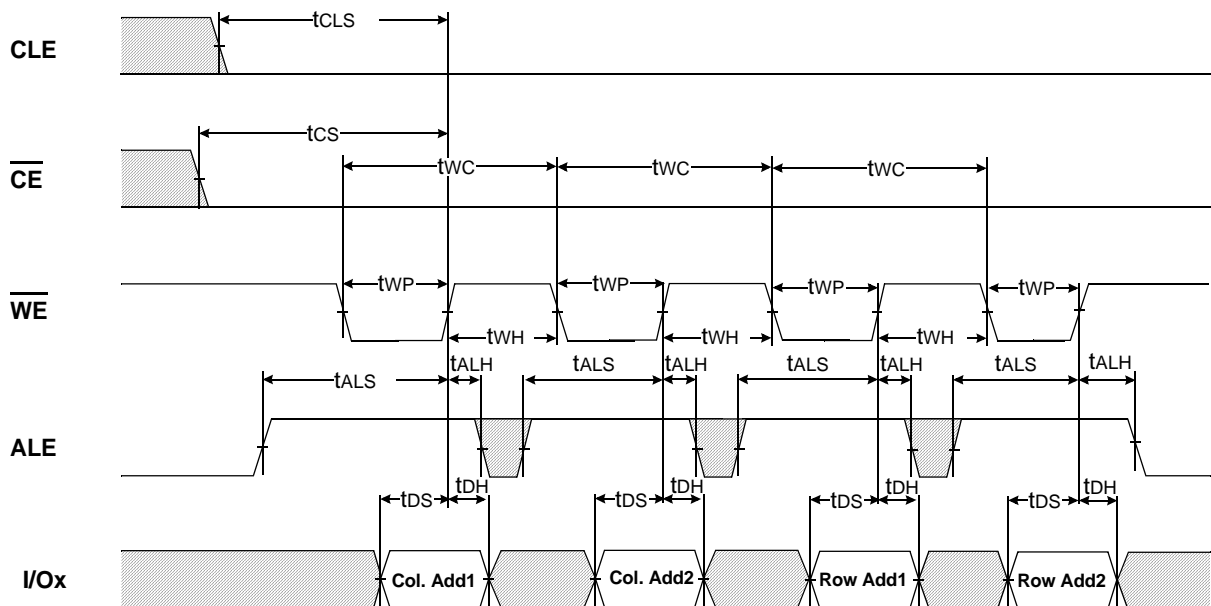 CLE
tCLS
CE
tCS
tWC tWC tWC
WE
tWP tWP tWP tWP
tWH tWH tWH
ALE
tALS tALH tALS tALH tALS tALH tALS tALH
tDS tDH tDS tDH tDS tDH tDS tDH
I/Ox
Col. Add1 Col. Add2 Row Add1 Row Add2